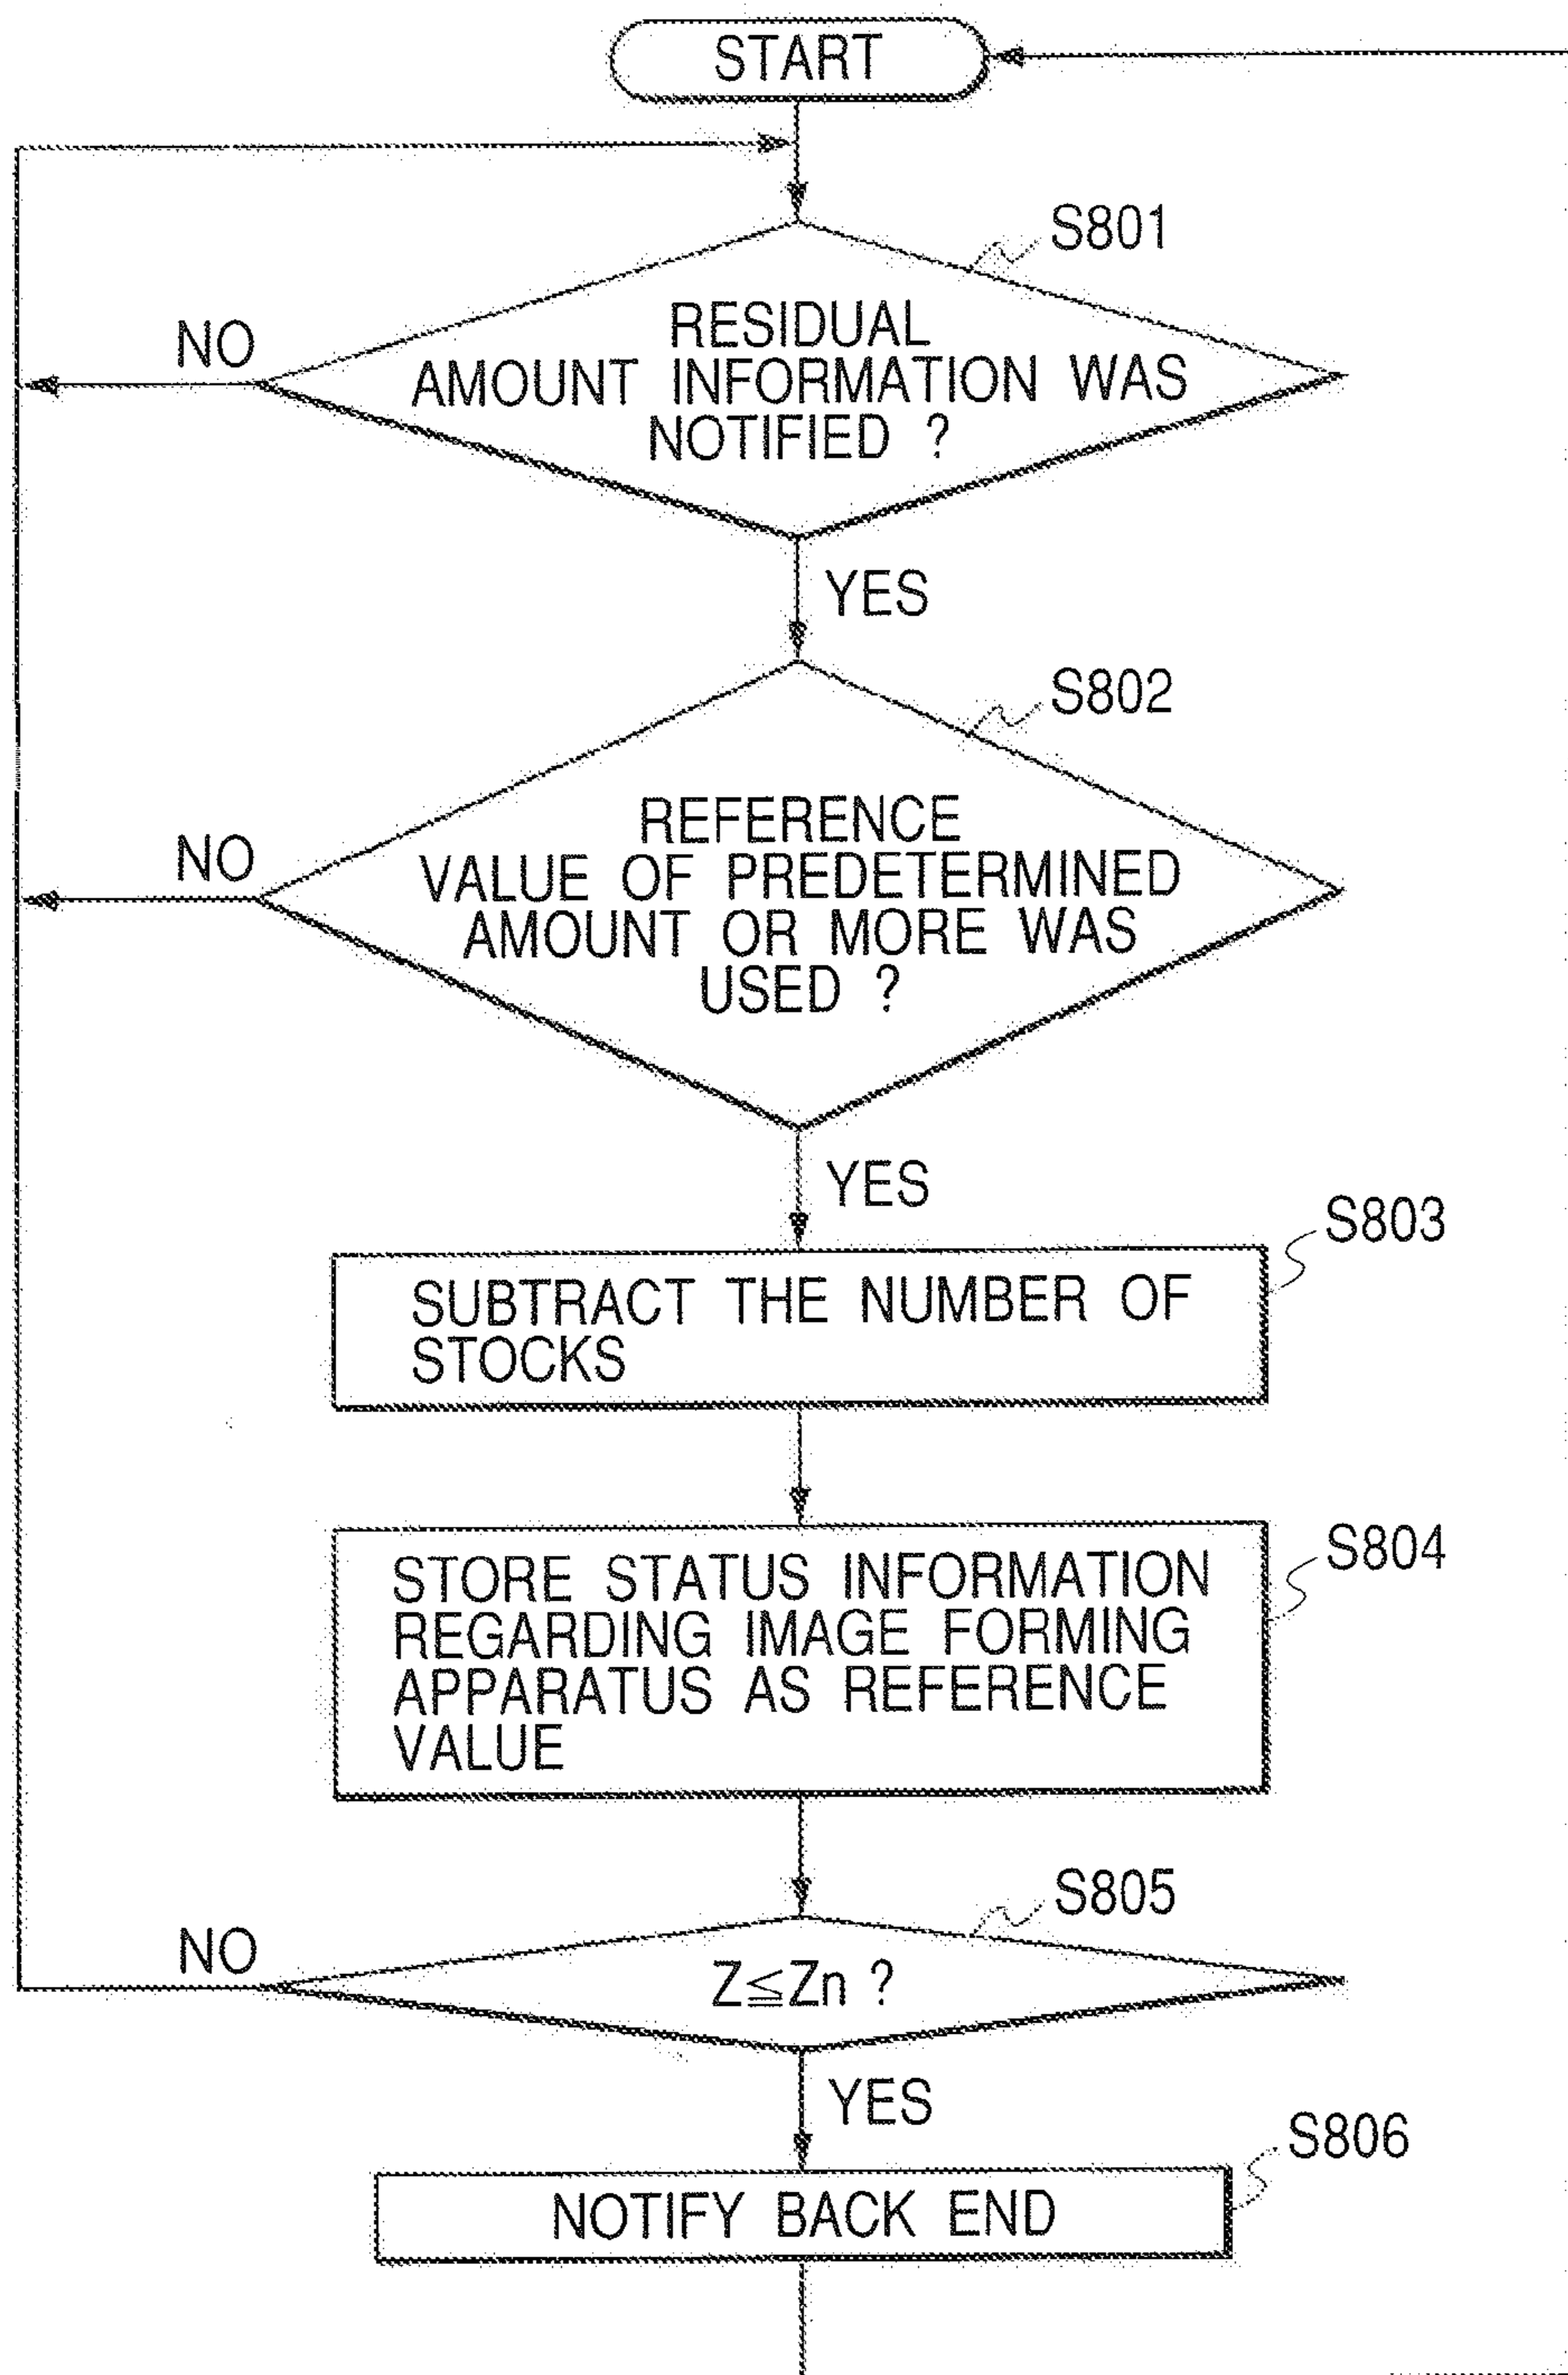 START
S801
RESIDUAL
AMOUNT INFORMATION WAS
NOTIFIED ?
NO
YES
S802
REFERENCE
VALUE OF PREDETERMINED
AMOUNT OR MORE WAS
USED ?
NO
YES
S803
SUBTRACT THE NUMBER OF
STOCKS
S804
STORE STATUS INFORMATION
REGARDING IMAGE FORMING
APPARATUS AS REFERENCE
VALUE
S805
Z≦Zn ?
NO
YES
S806
NOTIFY BACK END